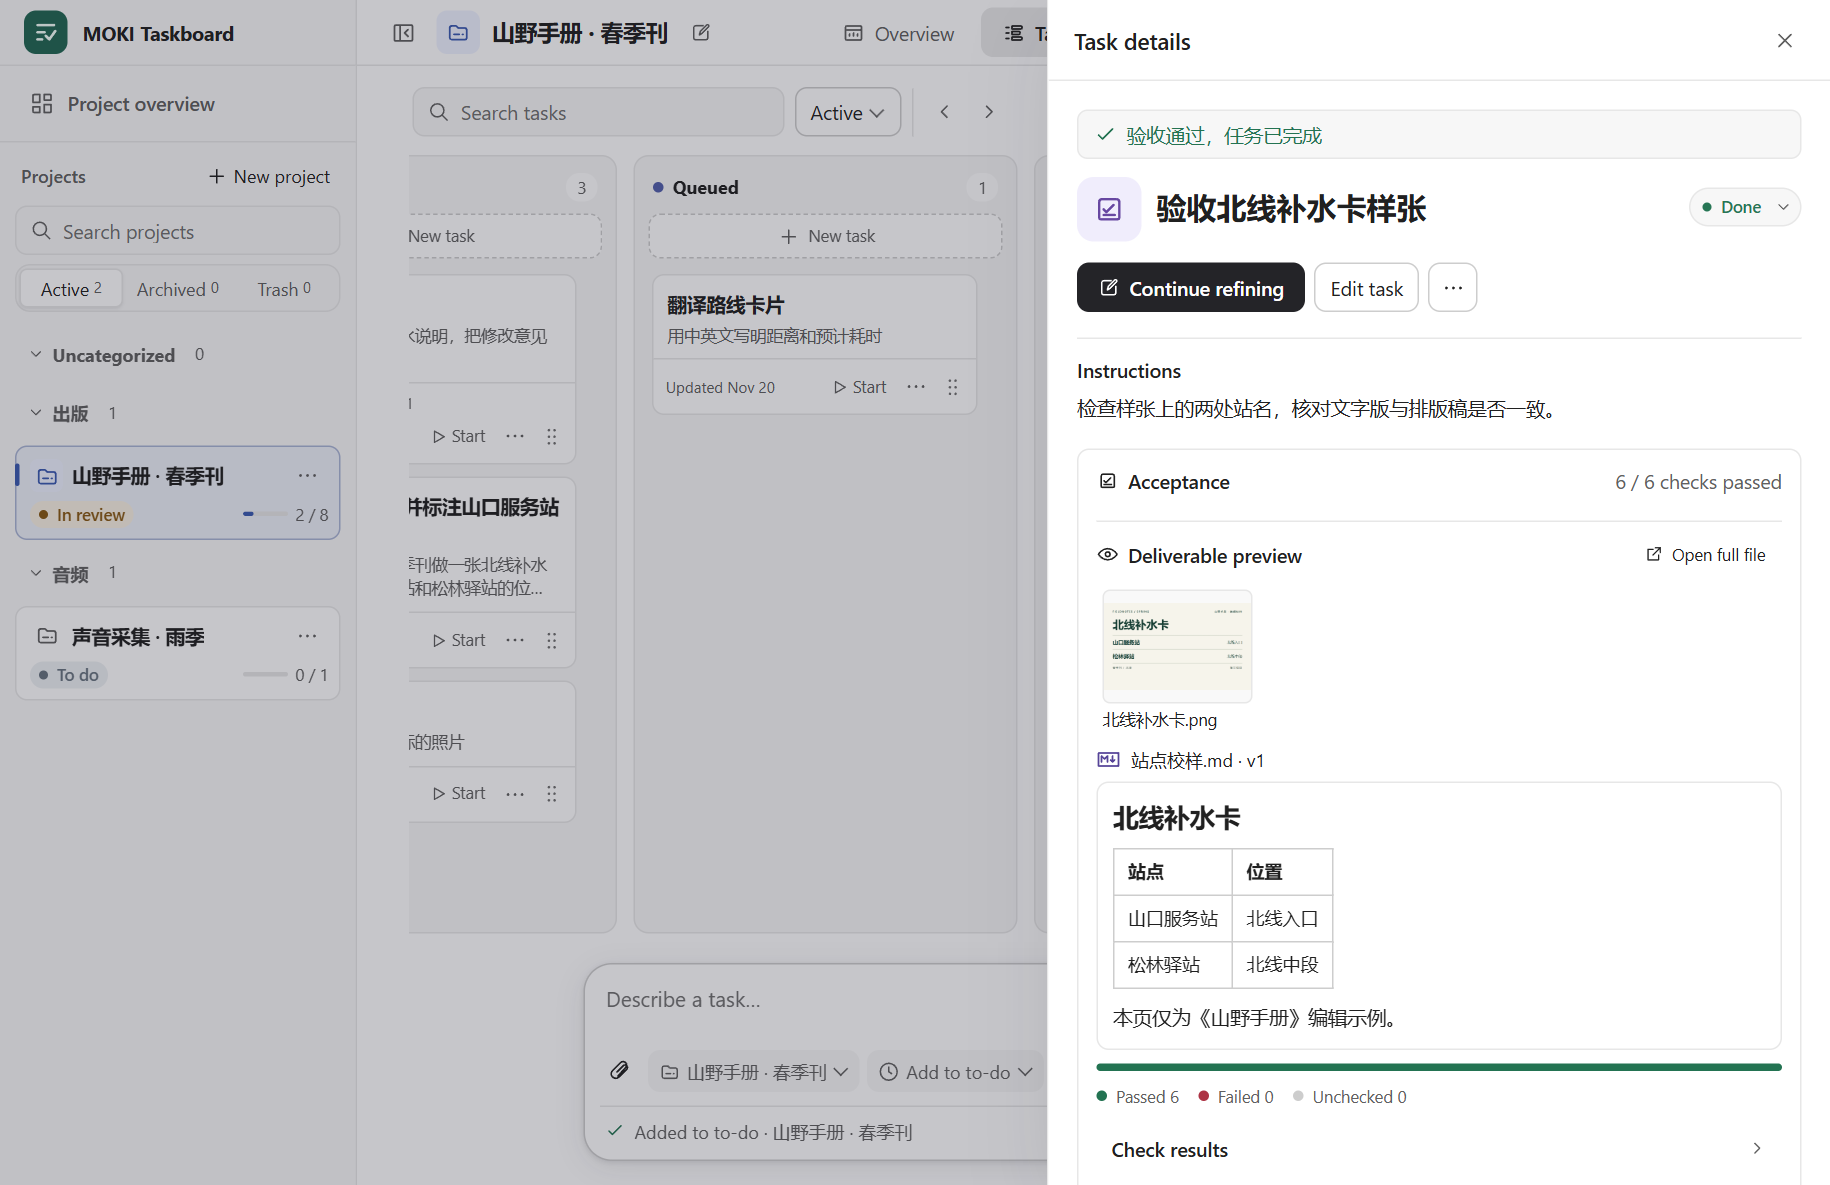 MOKI Taskboard
Project overview
Projects
New project
Search projects
Active 2
Archived 0
Trash 0
Uncategorized 0
出版 1
山野手册 · 春季刊
In review
2 / 8
音频 1
声音采集 · 雨季
To do
0 / 1
山野手册 · 春季刊
Overview
Search tasks
Active
3
New task
说明，把修改意见
Start
并标注山口服务站
季刊做一张北线补水
站和松林驿站的位...
Start
标的照片
Start
Queued
1
New task
翻译路线卡片
用中英文写明距离和预计耗时
Updated Nov 20
Start
Describe a task...
山野手册 · 春季刊
Add to to-do
Added to to-do · 山野手册 · 春季刊
Task details
验收通过，任务已完成
验收北线补水卡样张
Done
Continue refining
Edit task
Instructions
检查样张上的两处站名，核对文字版与排版稿是否一致。
Acceptance
6 / 6 checks passed
Deliverable preview
Open full file
北线补水卡
山口服务站
松林驿站
北线补水卡.png
站点校样.md · v1
北线补水卡
站点 位置
山口服务站 北线入口
松林驿站 北线中段
本页仅为《山野手册》编辑示例。
Passed 6
Failed 0
Unchecked 0
Check results